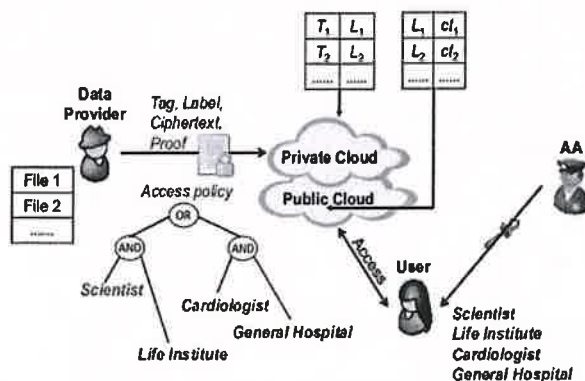 T1 L1
T2 L2
...... ......
L1 ct1
L2 ct2
...... ......
Data
Provider
Tag, Label,
Ciphertext,
Proof
Private Cloud
Public Cloud
AA
File 1
File 2
......
Access policy
OR
AND
AND
Scientist
Life Institute
Cardiologist
General Hospital
Access
User
Scientist
Life Institute
Cardiologist
General Hospital